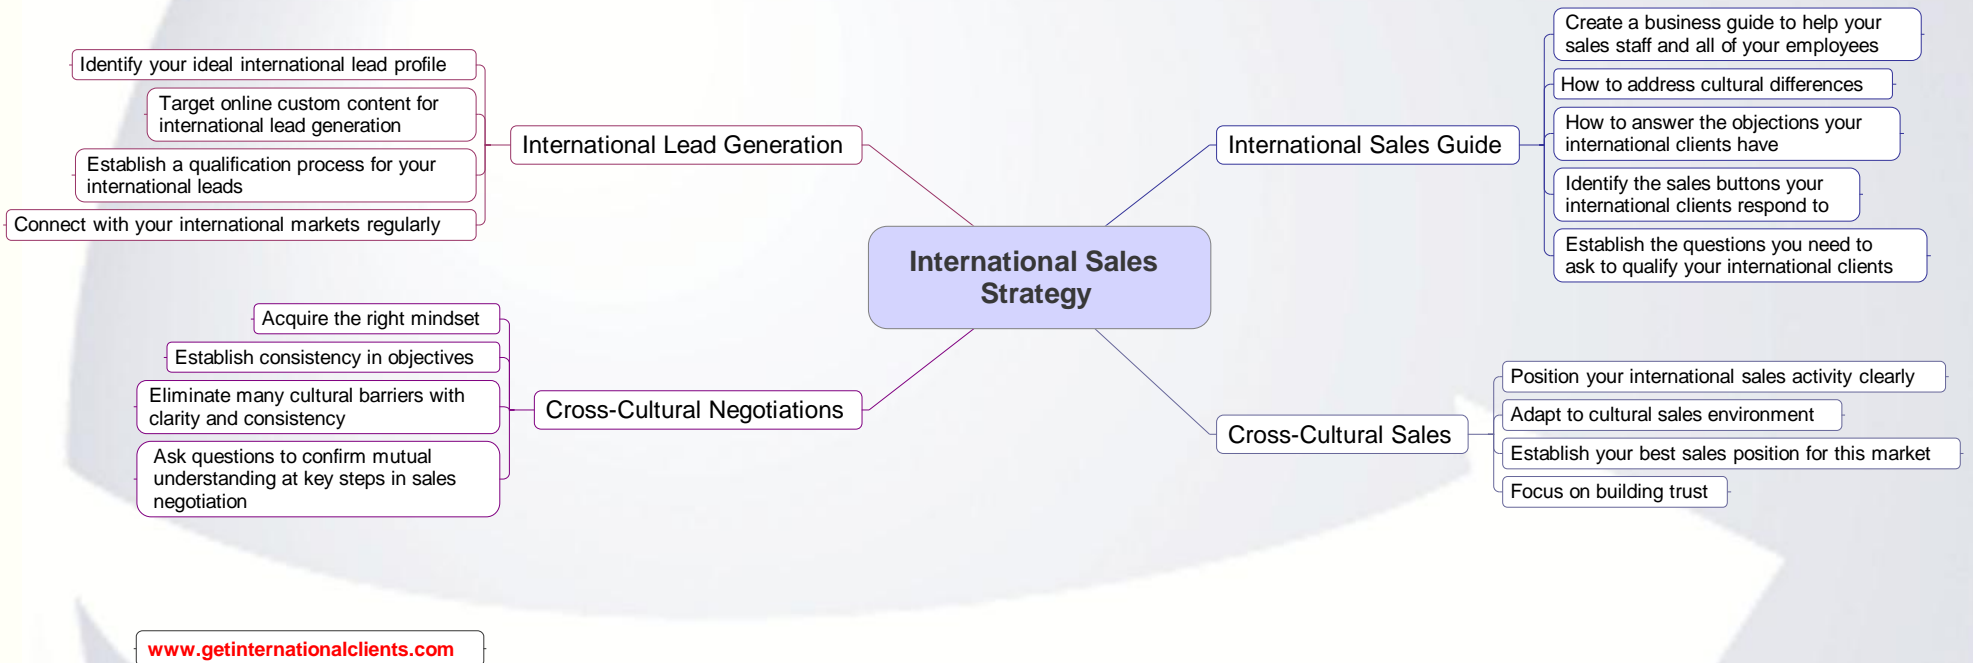 International Sales
Strategy
International Lead Generation
Identify your ideal international lead profile
Target online custom content for
international lead generation
Establish a qualification process for your
international leads
Connect with your international markets regularly
Cross-Cultural Negotiations
Acquire the right mindset
Establish consistency in objectives
Eliminate many cultural barriers with
clarity and consistency
Ask questions to confirm mutual
understanding at key steps in sales
negotiation
International Sales Guide
Create a business guide to help your
sales staff and all of your employees
How to address cultural differences
How to answer the objections your
international clients have
Identify the sales buttons your
international clients respond to
Establish the questions you need to
ask to qualify your international clients
Cross-Cultural Sales
Position your international sales activity clearly
Adapt to cultural sales environment
Establish your best sales position for this market
Focus on building trust
www.getinternationalclients.com